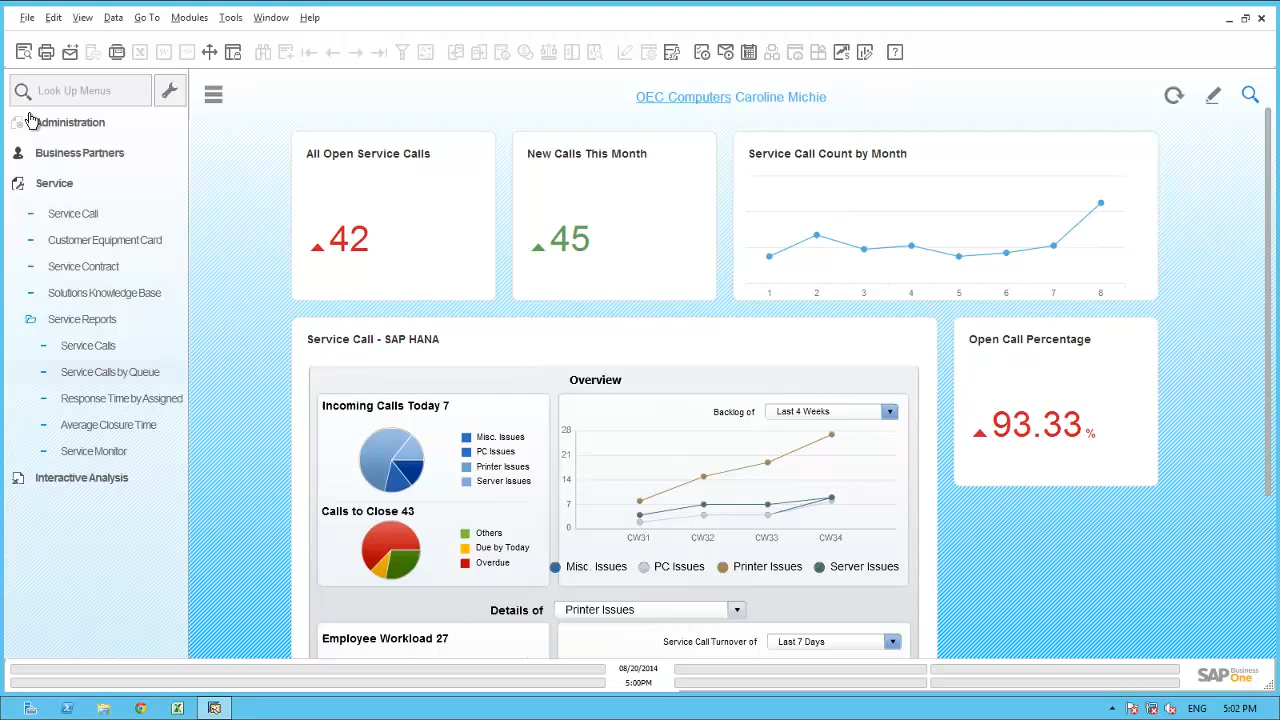 File Edit View Data Go To Modules Tools Window Help
Look Up Menus
OEC Computers Caroline Michie
dministration
Business Partners
Service
Service Call
Customer Equipment Card
Service Contract
Solutions Knowledge Base
Service Reports
Service Calls
Service Calls by Queue
Response Time by Assigned
Average Closure Time
Service Monitor
Interactive Analysis
All Open Service Calls
42
New Calls This Month
45
Service Call Count by Month
1 2 3 4 5 6 7 8
Service Call - SAP HANA
Overview
Incoming Calls Today 7
Misc. Issues
PC Issues
Printer Issues
Server Issues
Calls to Close 43
Others
Due by Today
Overdue
Backlog of Last 4 Weeks
28
21
14
7
0
CW31 CW32 CW33 CW34
Misc. Issues PC Issues Printer Issues Server Issues
Details of Printer Issues
Employee Workload 27
Service Call Turnover of Last 7 Days
Open Call Percentage
93.33 %
08/20/2014
5:00PM
SAP Business One
ENG 5:02 PM